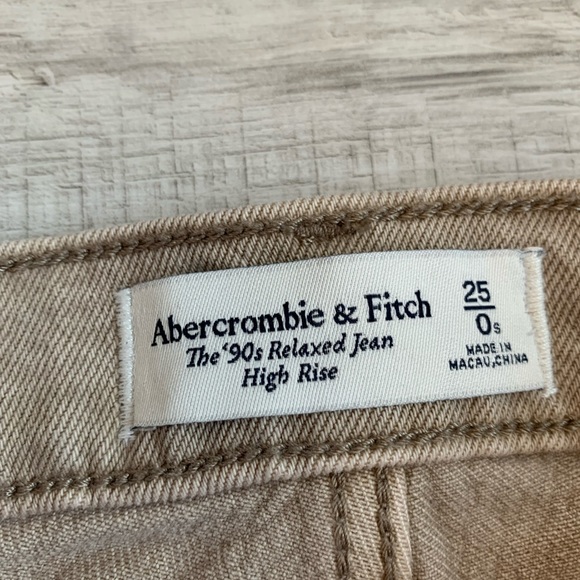 Abercrombie & Fitch
The '90s Relaxed Jean
High Rise
25
0s
MADE IN
MACAU,CHINA